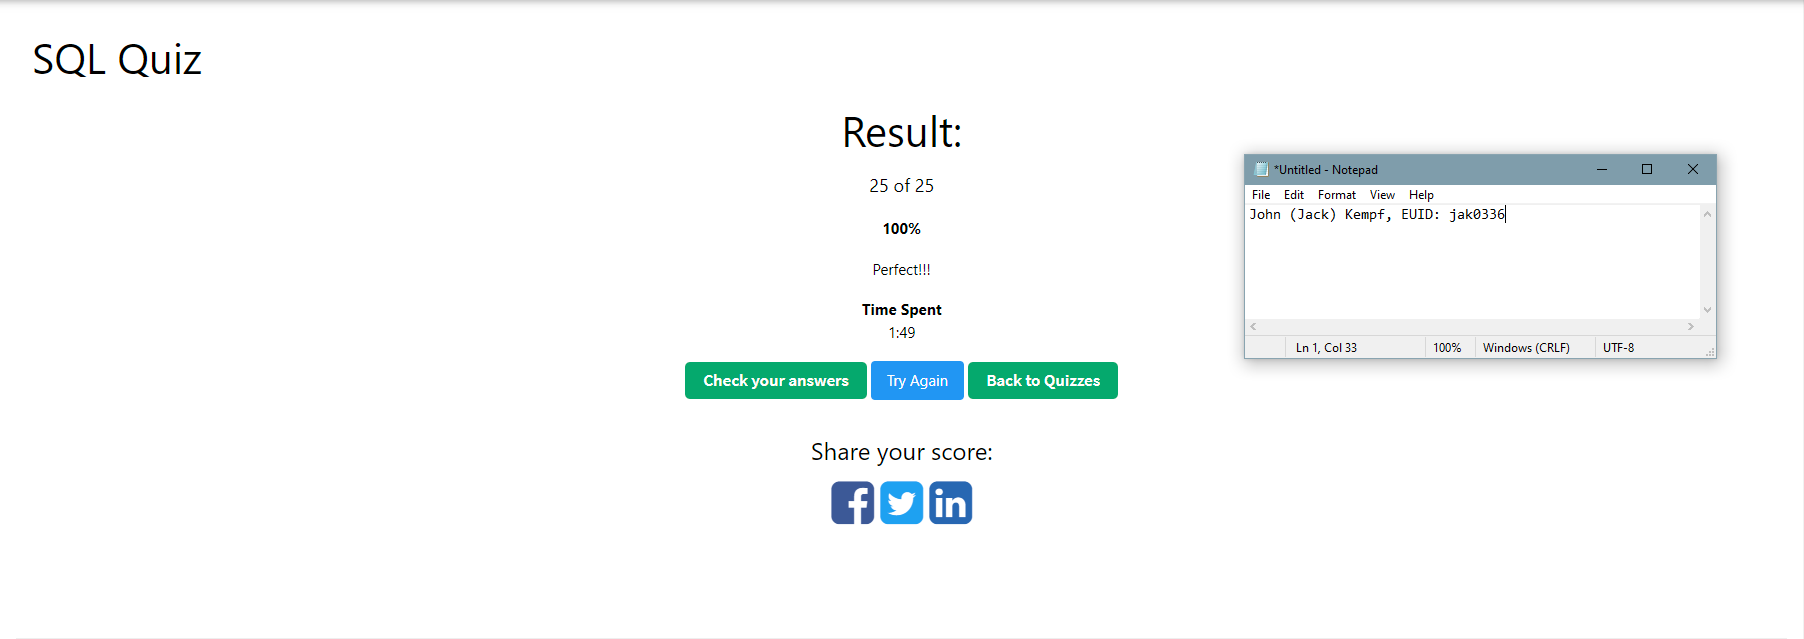 SQL Quiz
Result:
25 of 25
100%
Perfect!!!
Time Spent
1:49
Check your answers
Try Again
Back to Quizzes
Share your score:
f
in
*Untitled - Notepad
File Edit Format View Help
John (Jack) Kempf, EUID: jak0336
Ln 1, Col 33 100% Windows (CRLF) UTF-8